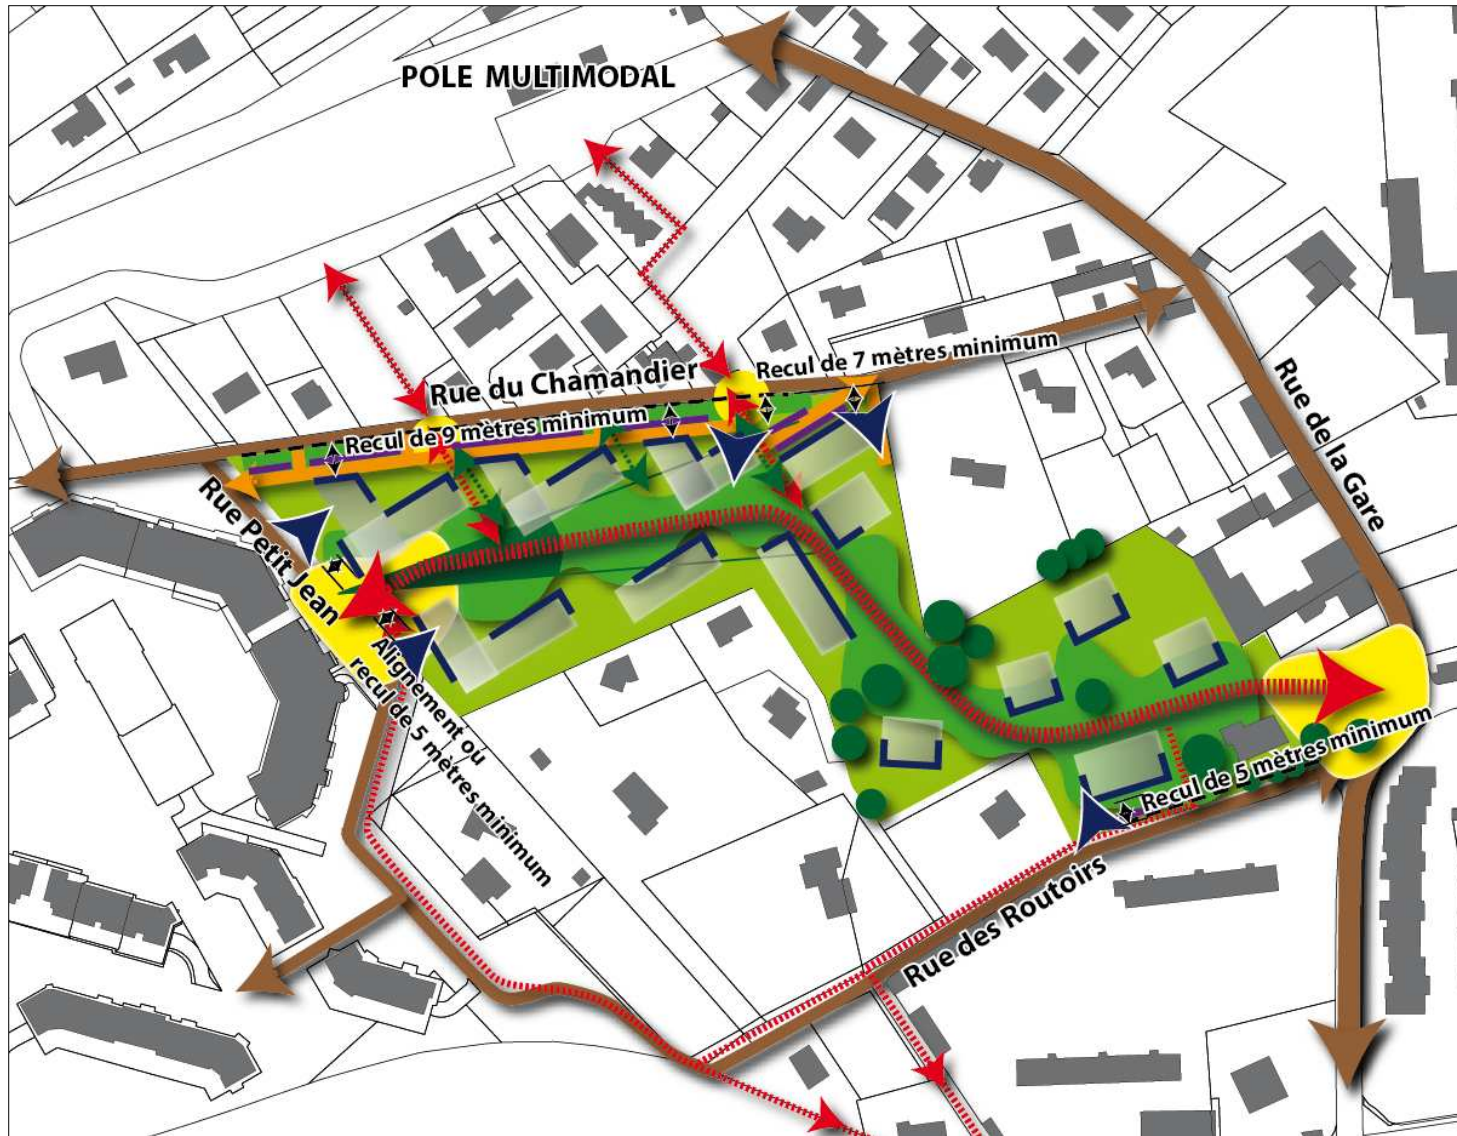 POLE MULTIMODAL
Recul de 7 mètres minimum
Rue du Chamandier
Recul de 9 mètres minimum
Rue de la Gare
Rue Petit Jean
Alignement ou
recul de 5 mètres minimum
Recul de 5 mètres minimum
Rue des Routoirs